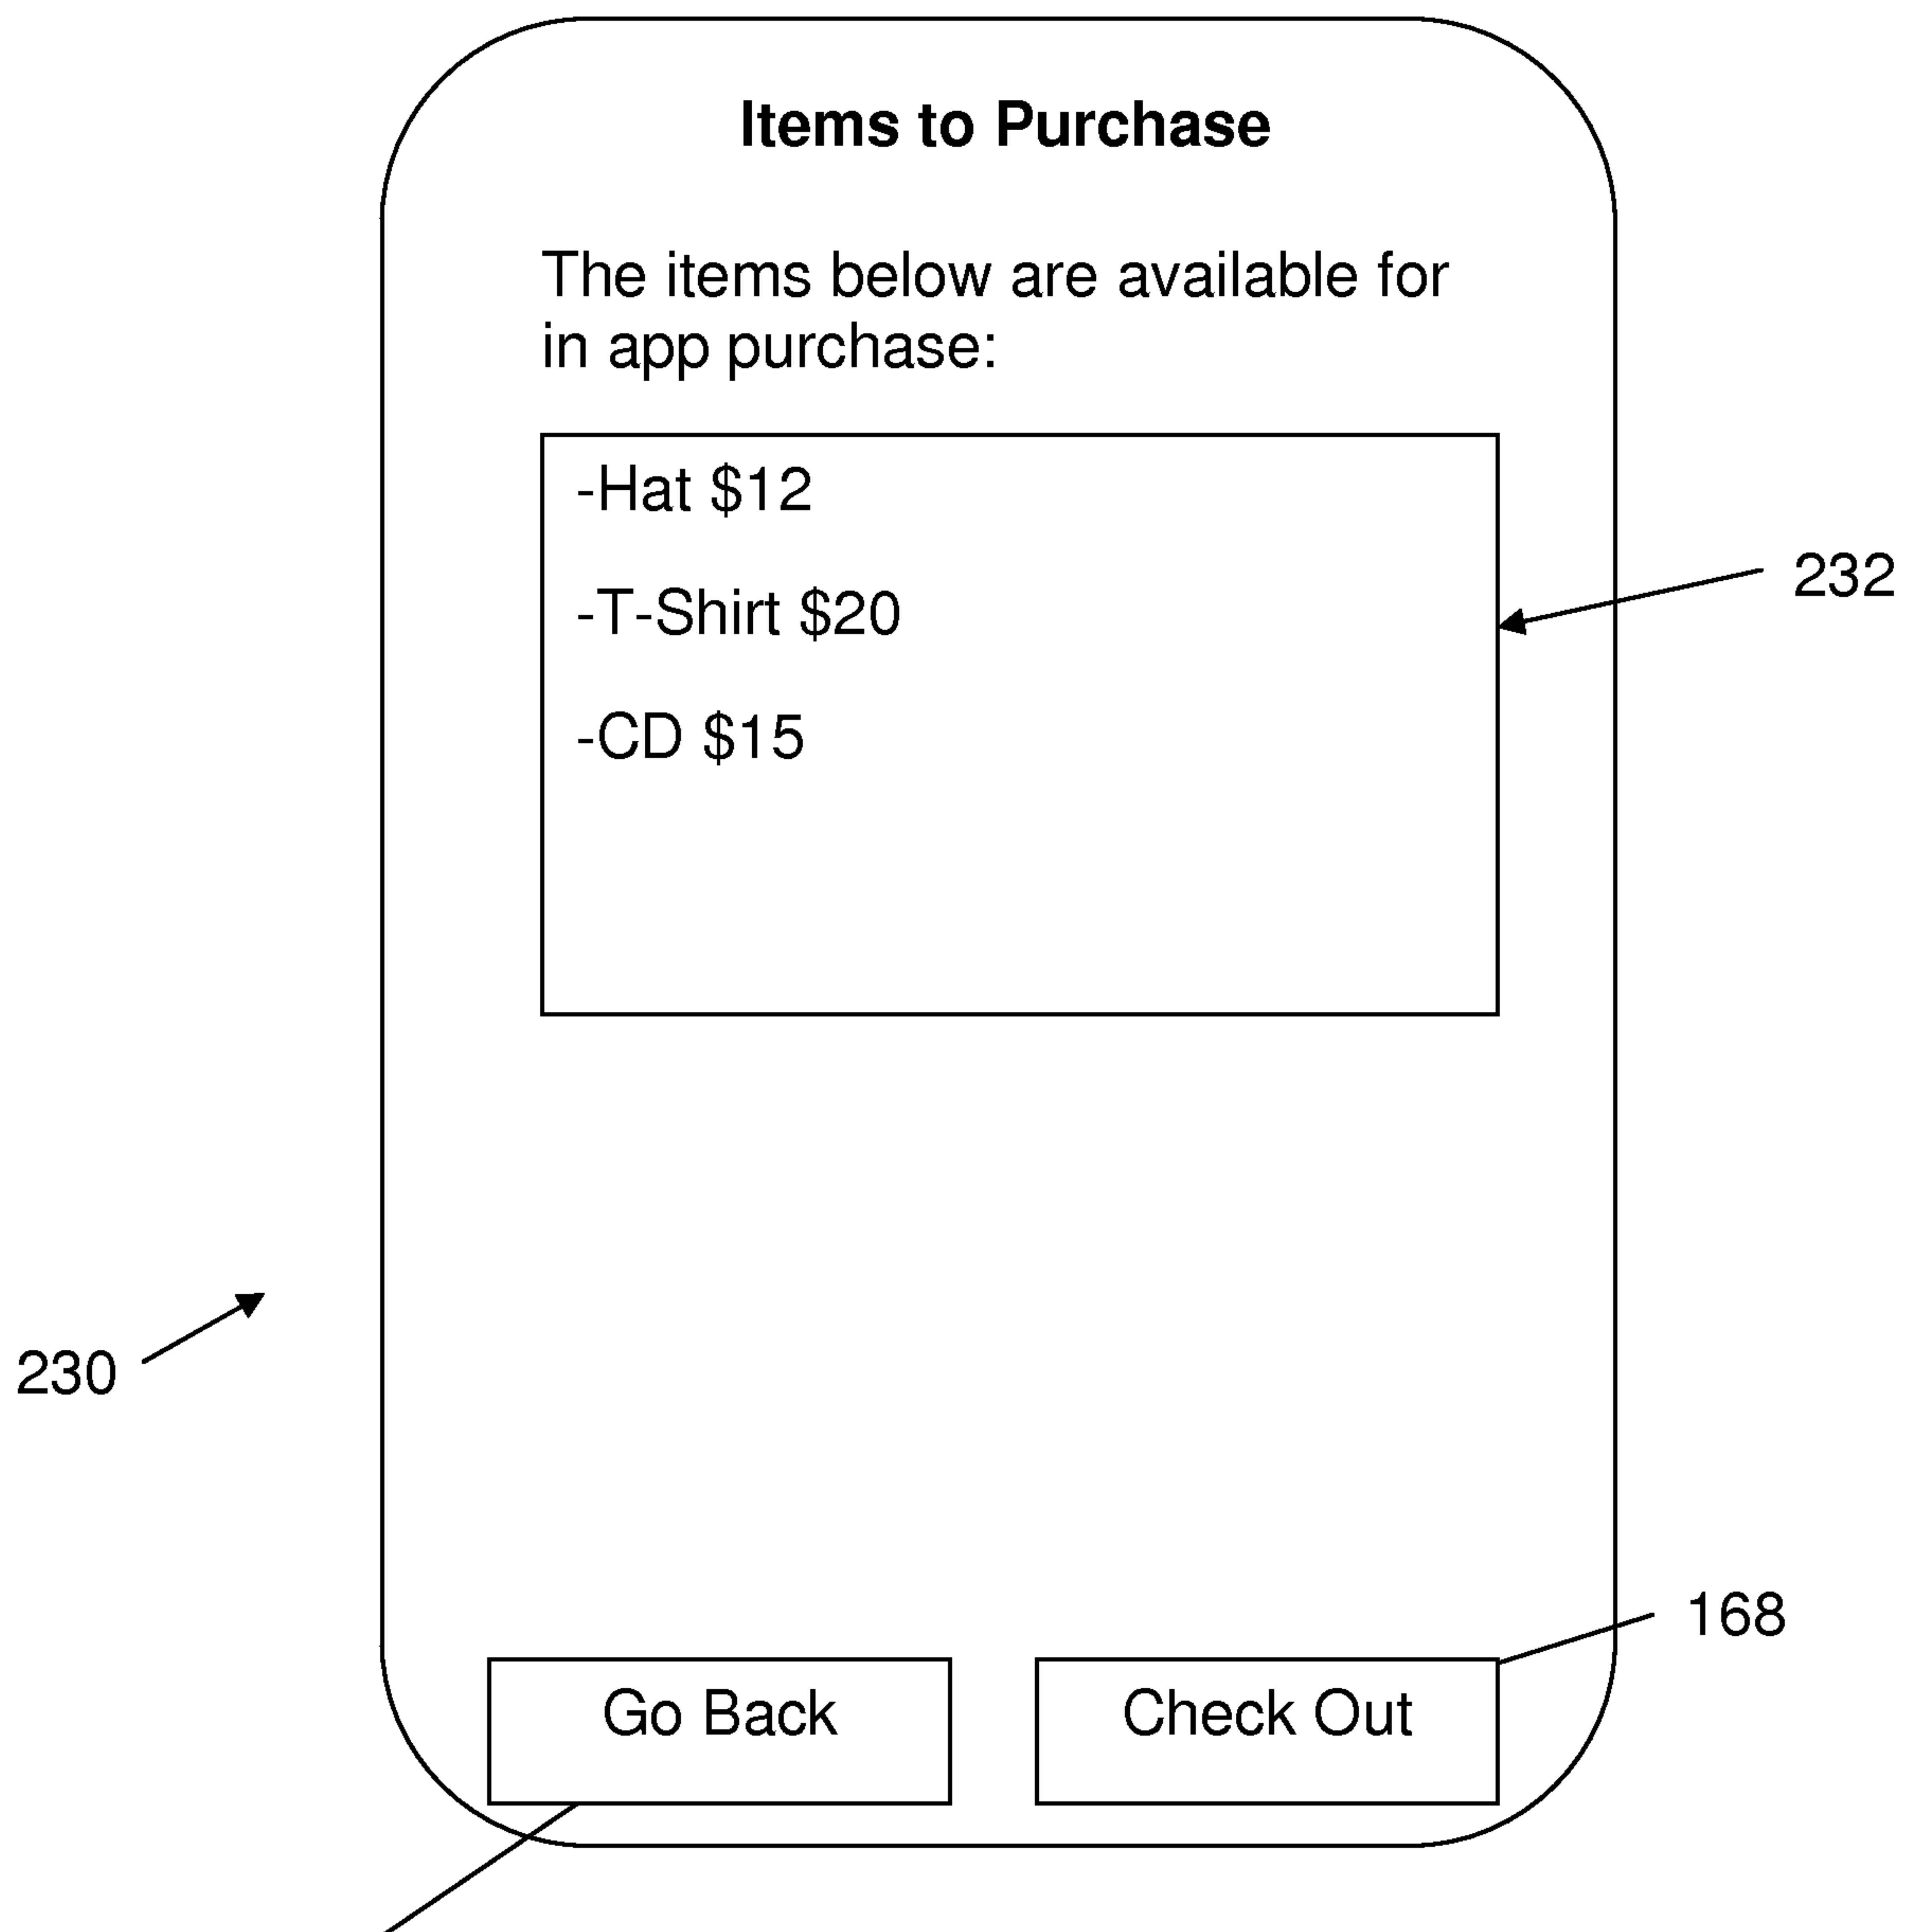 Items to Purchase
The items below are available for
in app purchase:
-Hat $12
-T-Shirt $20
-CD $15
232
230
168
Go Back
Check Out